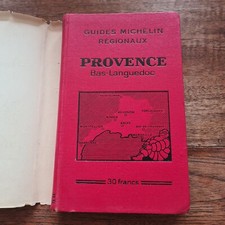 GUIDES MICHELIN
RÉGIONAUX
PROVENCE
Bas-Languedoc
30 francs